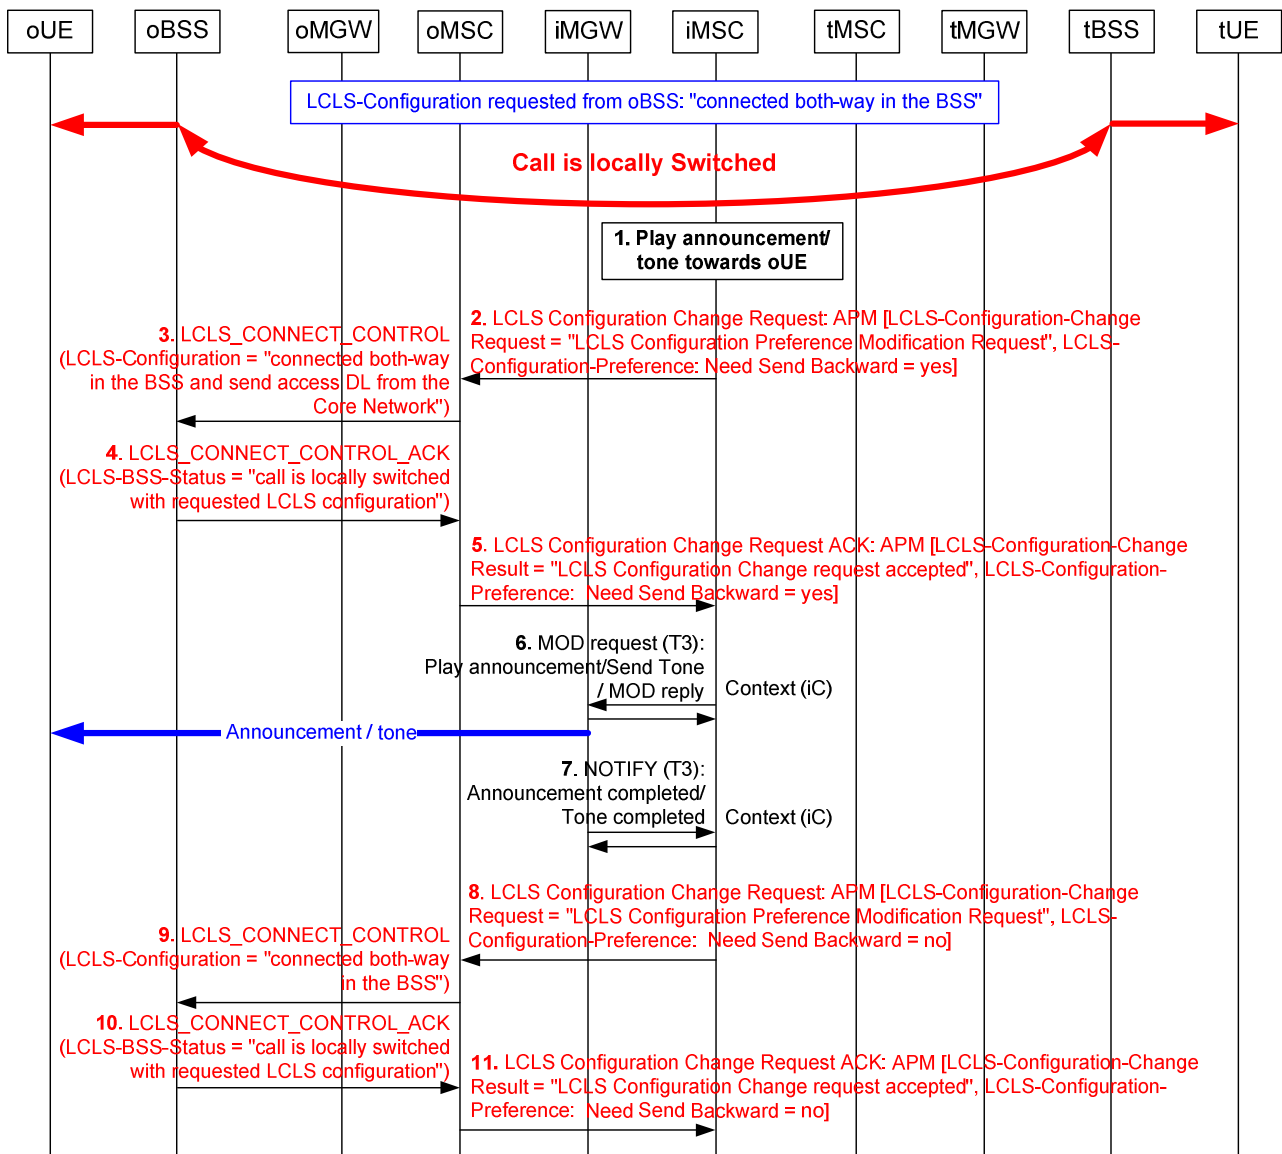 oUE oBSS oMGW oMSC iMGW iMSC tMSC tMGW tBSS tUE
LCLS-Configuration requested from oBSS: "connected both-way in the BSS"
Call is locally Switched
1. Play announcement/
tone towards oUE
2. LCLS Configuration Change Request: APM [LCLS-Configuration-Change
Request = "LCLS Configuration Preference Modification Request", LCLS-
Configuration-Preference: Need Send Backward = yes]
3. LCLS_CONNECT_CONTROL
(LCLS-Configuration = "connected both-way
in the BSS and send access DL from the
Core Network")
4. LCLS_CONNECT_CONTROL_ACK
(LCLS-BSS-Status = "call is locally switched
with requested LCLS configuration")
5. LCLS Configuration Change Request ACK: APM [LCLS-Configuration-Change
Result = "LCLS Configuration Change request accepted", LCLS-Configuration-
Preference: Need Send Backward = yes]
6. MOD request (T3):
Play announcement/Send Tone
/ MOD reply
Context (iC)
Announcement / tone
7. NOTIFY (T3):
Announcement completed/
Tone completed
Context (iC)
8. LCLS Configuration Change Request: APM [LCLS-Configuration-Change
Request = "LCLS Configuration Preference Modification Request", LCLS-
Configuration-Preference: Need Send Backward = no]
9. LCLS_CONNECT_CONTROL
(LCLS-Configuration = "connected both-way
in the BSS")
10. LCLS_CONNECT_CONTROL_ACK
(LCLS-BSS-Status = "call is locally switched
with requested LCLS configuration")
11. LCLS Configuration Change Request ACK: APM [LCLS-Configuration-Change
Result = "LCLS Configuration Change request accepted", LCLS-Configuration-
Preference: Need Send Backward = no]